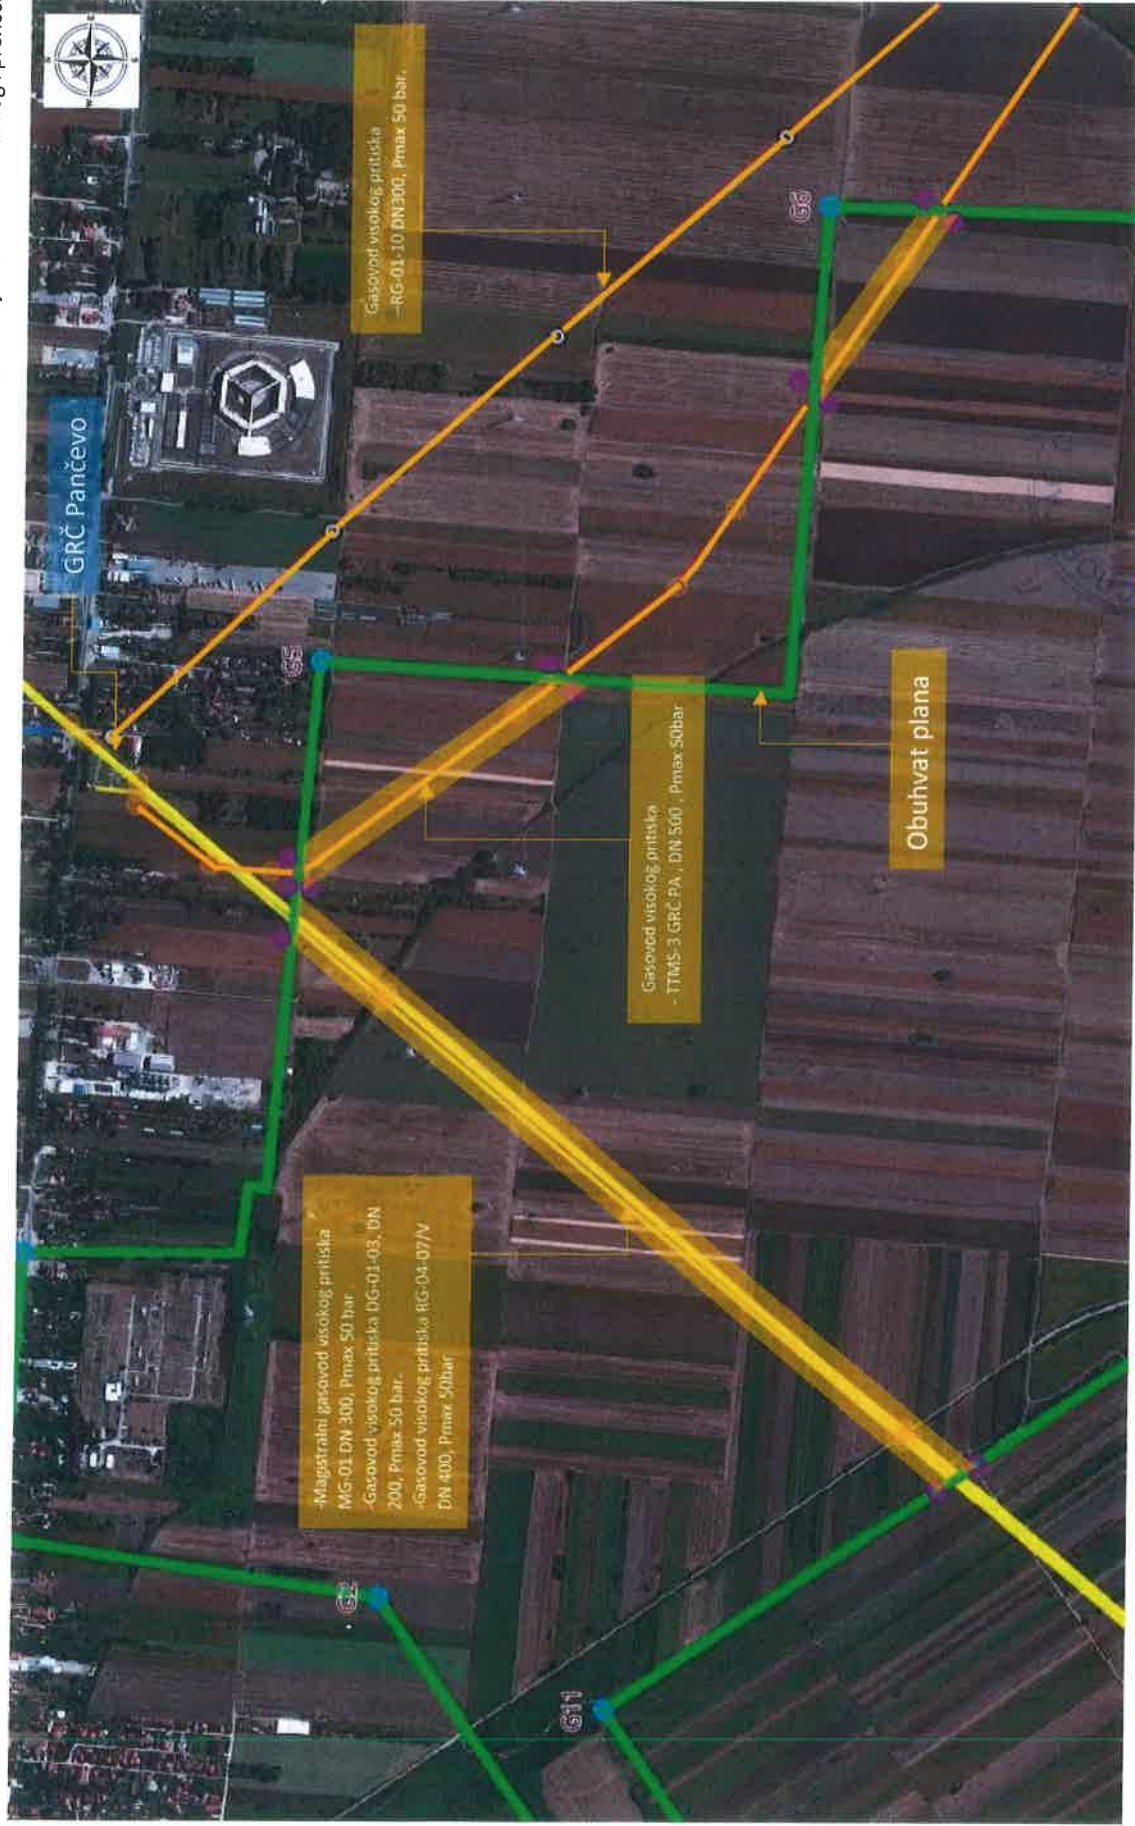 GRČ Pančevo
Gasovod visokog pritiska
–RG-01-10 DN300, Pmax 50 bar.
G6
G5
-Magistralni gasovod visokog pritiska
MG-01 DN 300, Pmax 50 bar
-Gasovod visokog pritiska DG-01-03, DN
200, Pmax 50 bar.
-Gasovod visokog pritiska RG-04-07/V
DN 400, Pmax 50bar
Gasovod visokog pritiska
- TTMS-3 GRČ PA , DN 500 , Pmax 50bar
Obuhvat plana
G2
G11